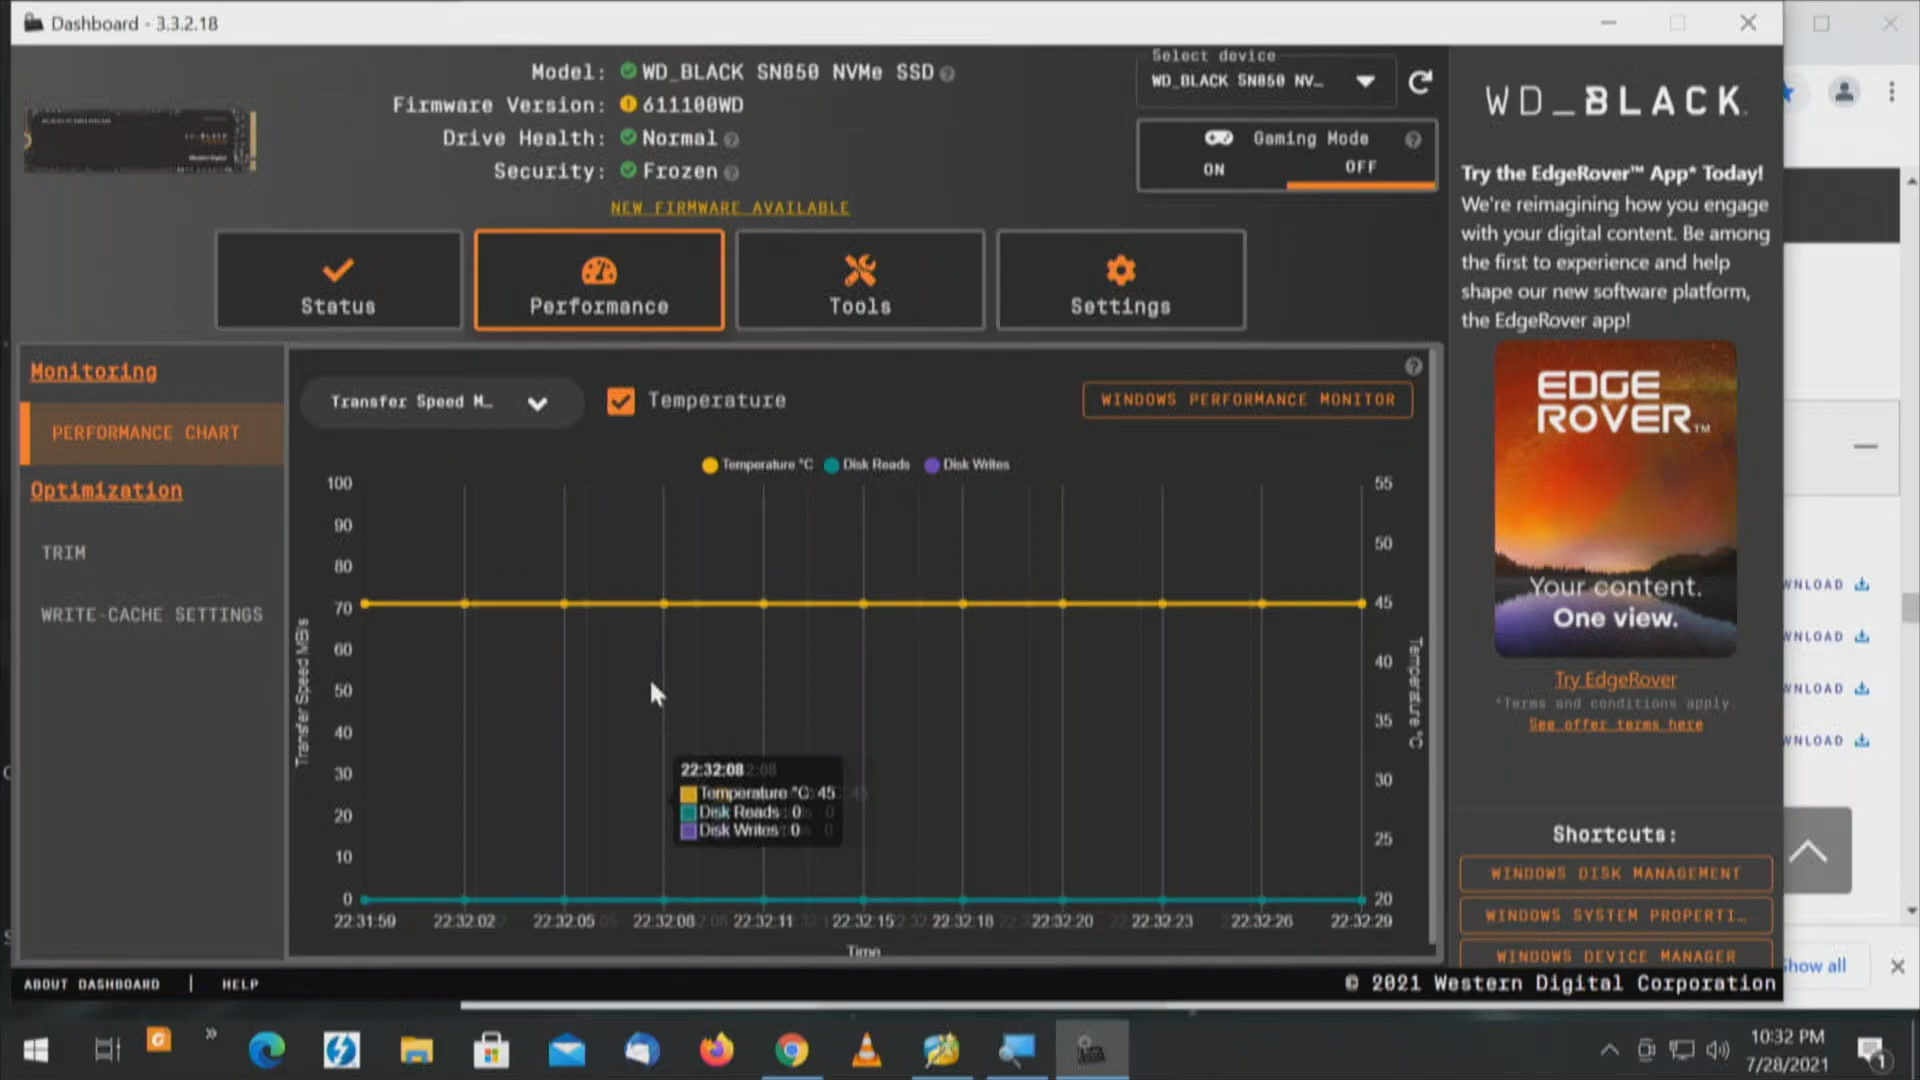 Dashboard - 3.3.2.18
Model: WD_BLACK SN850 NVMe SSD
Firmware Version: 611100WD
Drive Health: Normal
Security: Frozen
NEW FIRMWARE AVAILABLE
Select device
WD_BLACK SN850 NV…
Gaming Mode
ON OFF
Status
Performance
Tools
Settings
Monitoring
PERFORMANCE CHART
Optimization
TRIM
WRITE-CACHE SETTINGS
Transfer Speed M…
Temperature
WINDOWS PERFORMANCE MONITOR
Temperature °C Disk Reads Disk Writes
100
90
80
70
60
50
40
30
20
10
0
Transfer Speed MB/s
55
50
45
40
35
30
25
20
Temperature °C
22:32:08
Temperature °C: 45
Disk Reads : 0
Disk Writes : 0
22:31:59 22:32:02 22:32:05 22:32:08 22:32:11 22:32:15 22:32:18 22:32:20 22:32:23 22:32:26 22:32:29
Time
WD_BLACK
Try the EdgeRover™ App* Today!
We're reimagining how you engage
with your digital content. Be among
the first to experience and help
shape our new software platform,
the EdgeRover app!
EDGE
ROVER™
Your content.
One view.
Try EdgeRover
*Terms and conditions apply.
See offer terms here
Shortcuts:
WINDOWS DISK MANAGEMENT
WINDOWS SYSTEM PROPERTI…
WINDOWS DEVICE MANAGER
WNLOAD
WNLOAD
WNLOAD
WNLOAD
Show all
ABOUT DASHBOARD | HELP
© 2021 Western Digital Corporation
10:32 PM
7/28/2021
1